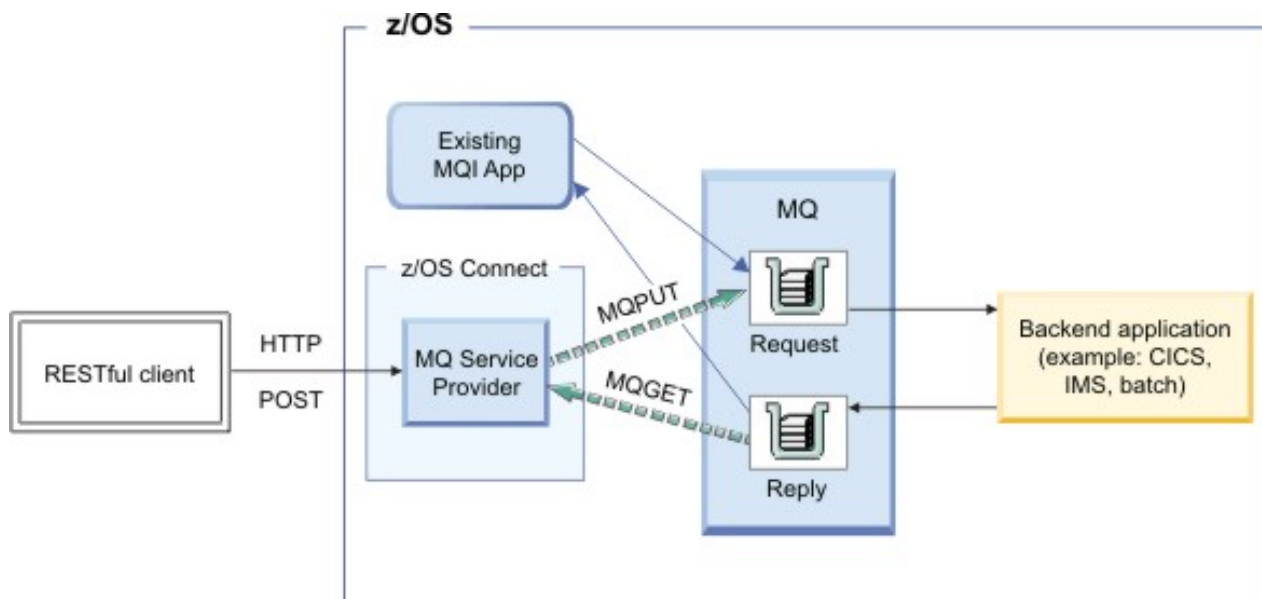 z/OS
Existing
MQI App
MQ
z/OS Connect
MQPUT
HTTP
RESTful client
MQ Service
Provider
Request
Backend application
(example: CICS,
IMS, batch)
POST
MQGET
Reply